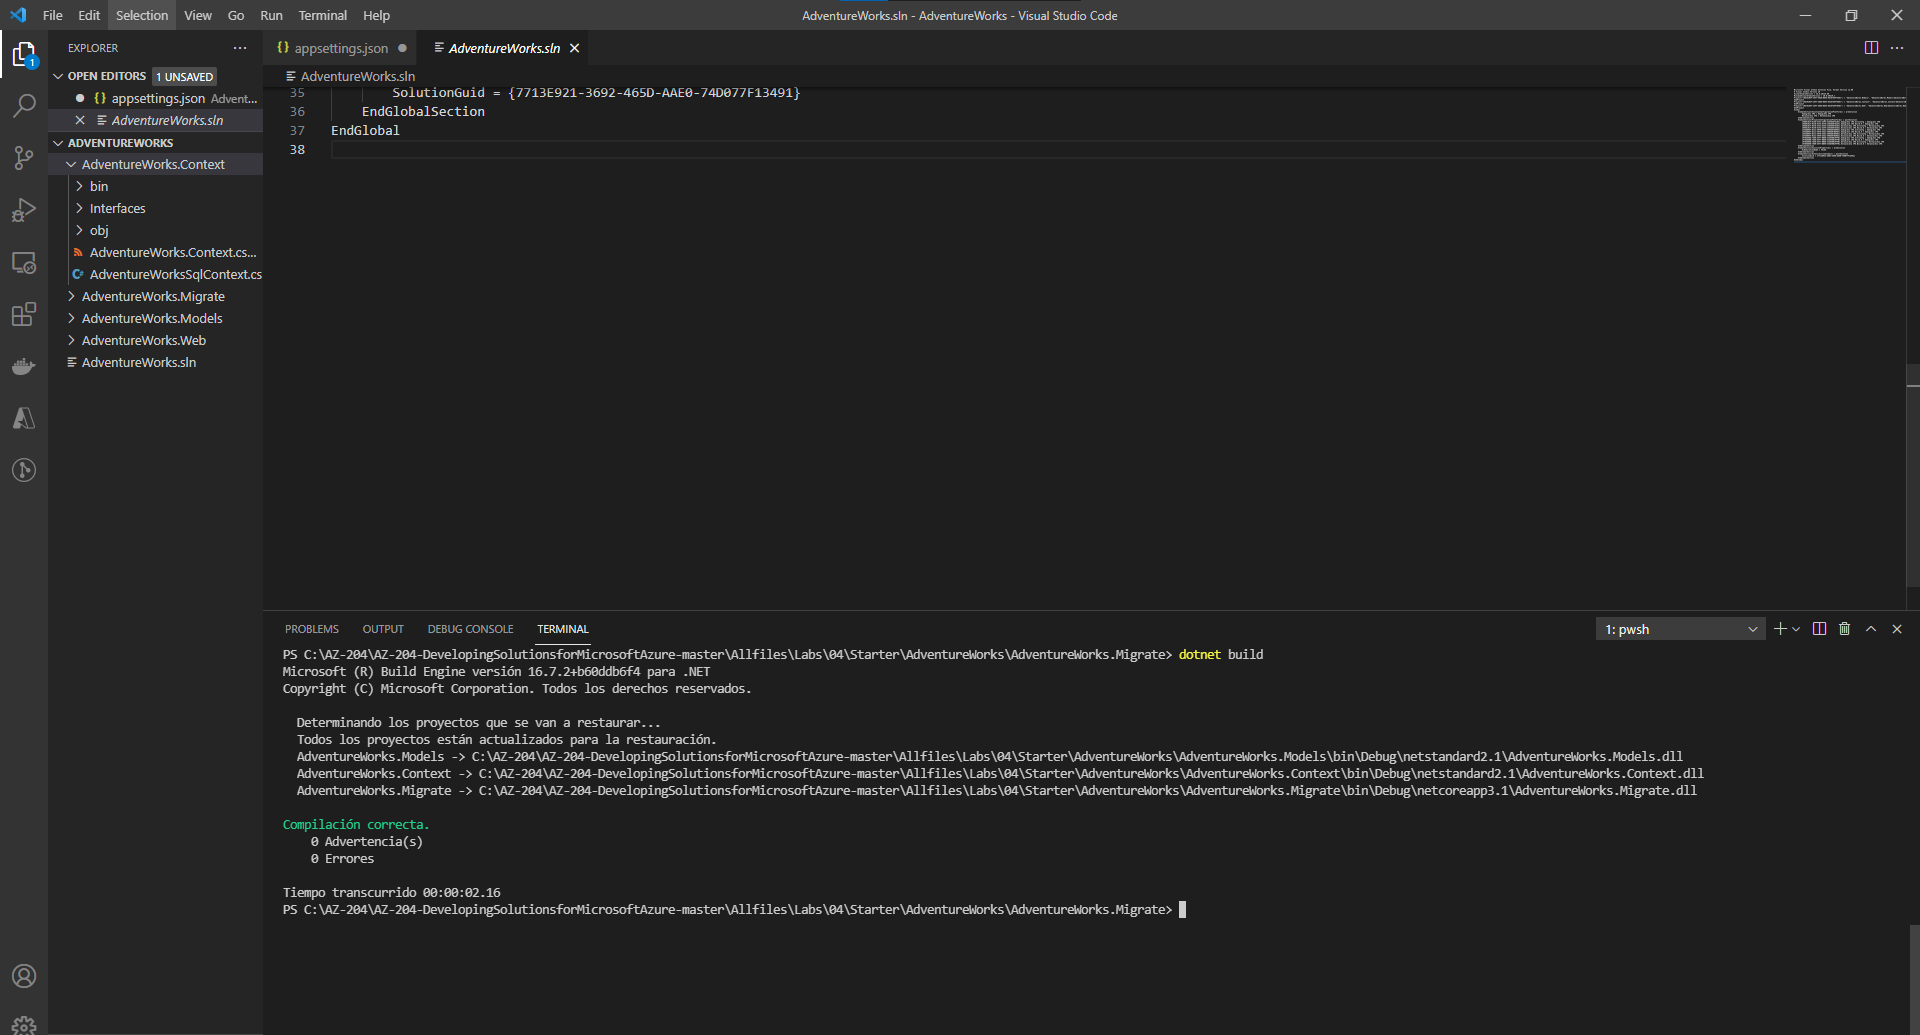 File Edit Selection View Go Run Terminal Help
AdventureWorks.sln - AdventureWorks - Visual Studio Code
1
EXPLORER
OPEN EDITORS 1 UNSAVED
{} appsettings.json Advent...
AdventureWorks.sln
ADVENTUREWORKS
AdventureWorks.Context
bin
Interfaces
obj
AdventureWorks.Context.cs...
C# AdventureWorksSqlContext.cs
AdventureWorks.Migrate
AdventureWorks.Models
AdventureWorks.Web
AdventureWorks.sln
{} appsettings.json
AdventureWorks.sln
AdventureWorks.sln
35 SolutionGuid = {7713E921-3692-465D-AAE0-74D077F13491}
36 EndGlobalSection
37 EndGlobal
38
PROBLEMS OUTPUT DEBUG CONSOLE TERMINAL
1: pwsh
PS C:\AZ-204\AZ-204-DevelopingSolutionsforMicrosoftAzure-master\Allfiles\Labs\04\Starter\AdventureWorks\AdventureWorks.Migrate> dotnet build
Microsoft (R) Build Engine versión 16.7.2+b60ddb6f4 para .NET
Copyright (C) Microsoft Corporation. Todos los derechos reservados.
Determinando los proyectos que se van a restaurar...
Todos los proyectos están actualizados para la restauración.
AdventureWorks.Models -> C:\AZ-204\AZ-204-DevelopingSolutionsforMicrosoftAzure-master\Allfiles\Labs\04\Starter\AdventureWorks\AdventureWorks.Models\bin\Debug\netstandard2.1\AdventureWorks.Models.dll
AdventureWorks.Context -> C:\AZ-204\AZ-204-DevelopingSolutionsforMicrosoftAzure-master\Allfiles\Labs\04\Starter\AdventureWorks\AdventureWorks.Context\bin\Debug\netstandard2.1\AdventureWorks.Context.dll
AdventureWorks.Migrate -> C:\AZ-204\AZ-204-DevelopingSolutionsforMicrosoftAzure-master\Allfiles\Labs\04\Starter\AdventureWorks\AdventureWorks.Migrate\bin\Debug\netcoreapp3.1\AdventureWorks.Migrate.dll
Compilación correcta.
0 Advertencia(s)
0 Errores
Tiempo transcurrido 00:00:02.16
PS C:\AZ-204\AZ-204-DevelopingSolutionsforMicrosoftAzure-master\Allfiles\Labs\04\Starter\AdventureWorks\AdventureWorks.Migrate>